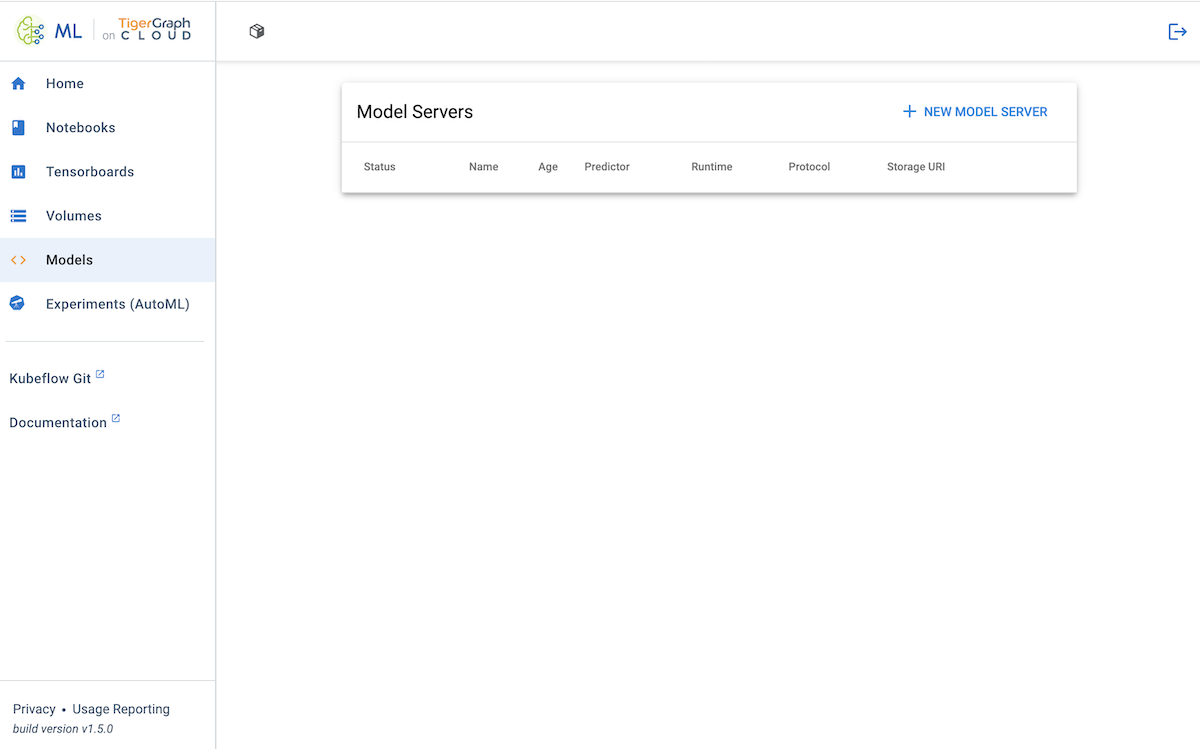 ML on TigerGraph CLOUD
Home
Notebooks
Tensorboards
Volumes
Models
Experiments (AutoML)
Kubeflow Git
Documentation
Privacy • Usage Reporting
build version v1.5.0
Model Servers
NEW MODEL SERVER
Status Name Age Predictor Runtime Protocol Storage URI